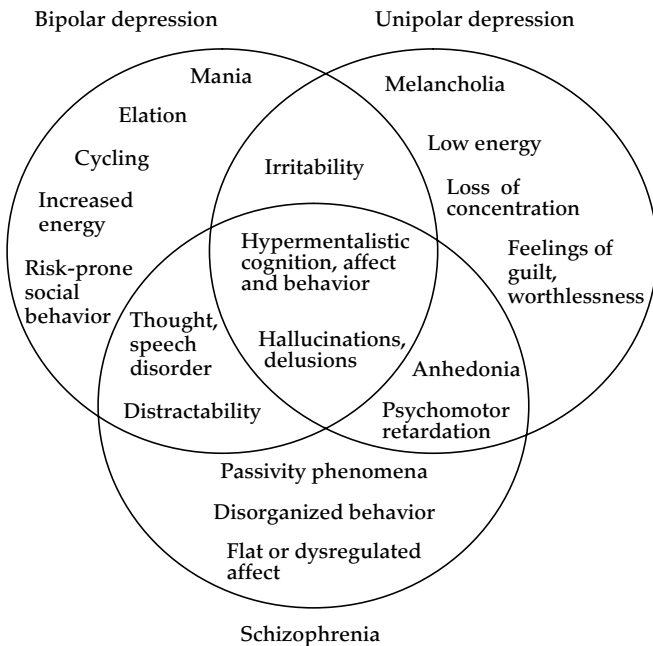 Bipolar depression
Unipolar depression
Mania
Elation
Cycling
Increased
energy
Risk-prone
social
behavior
Irritability
Melancholia
Low energy
Loss of
concentration
Feelings of
guilt,
worthlessness
Hypermentalistic
cognition, affect
and behavior
Hallucinations,
delusions
Thought,
speech
disorder
Distractability
Anhedonia
Psychomotor
retardation
Passivity phenomena
Disorganized behavior
Flat or dysregulated
affect
Schizophrenia